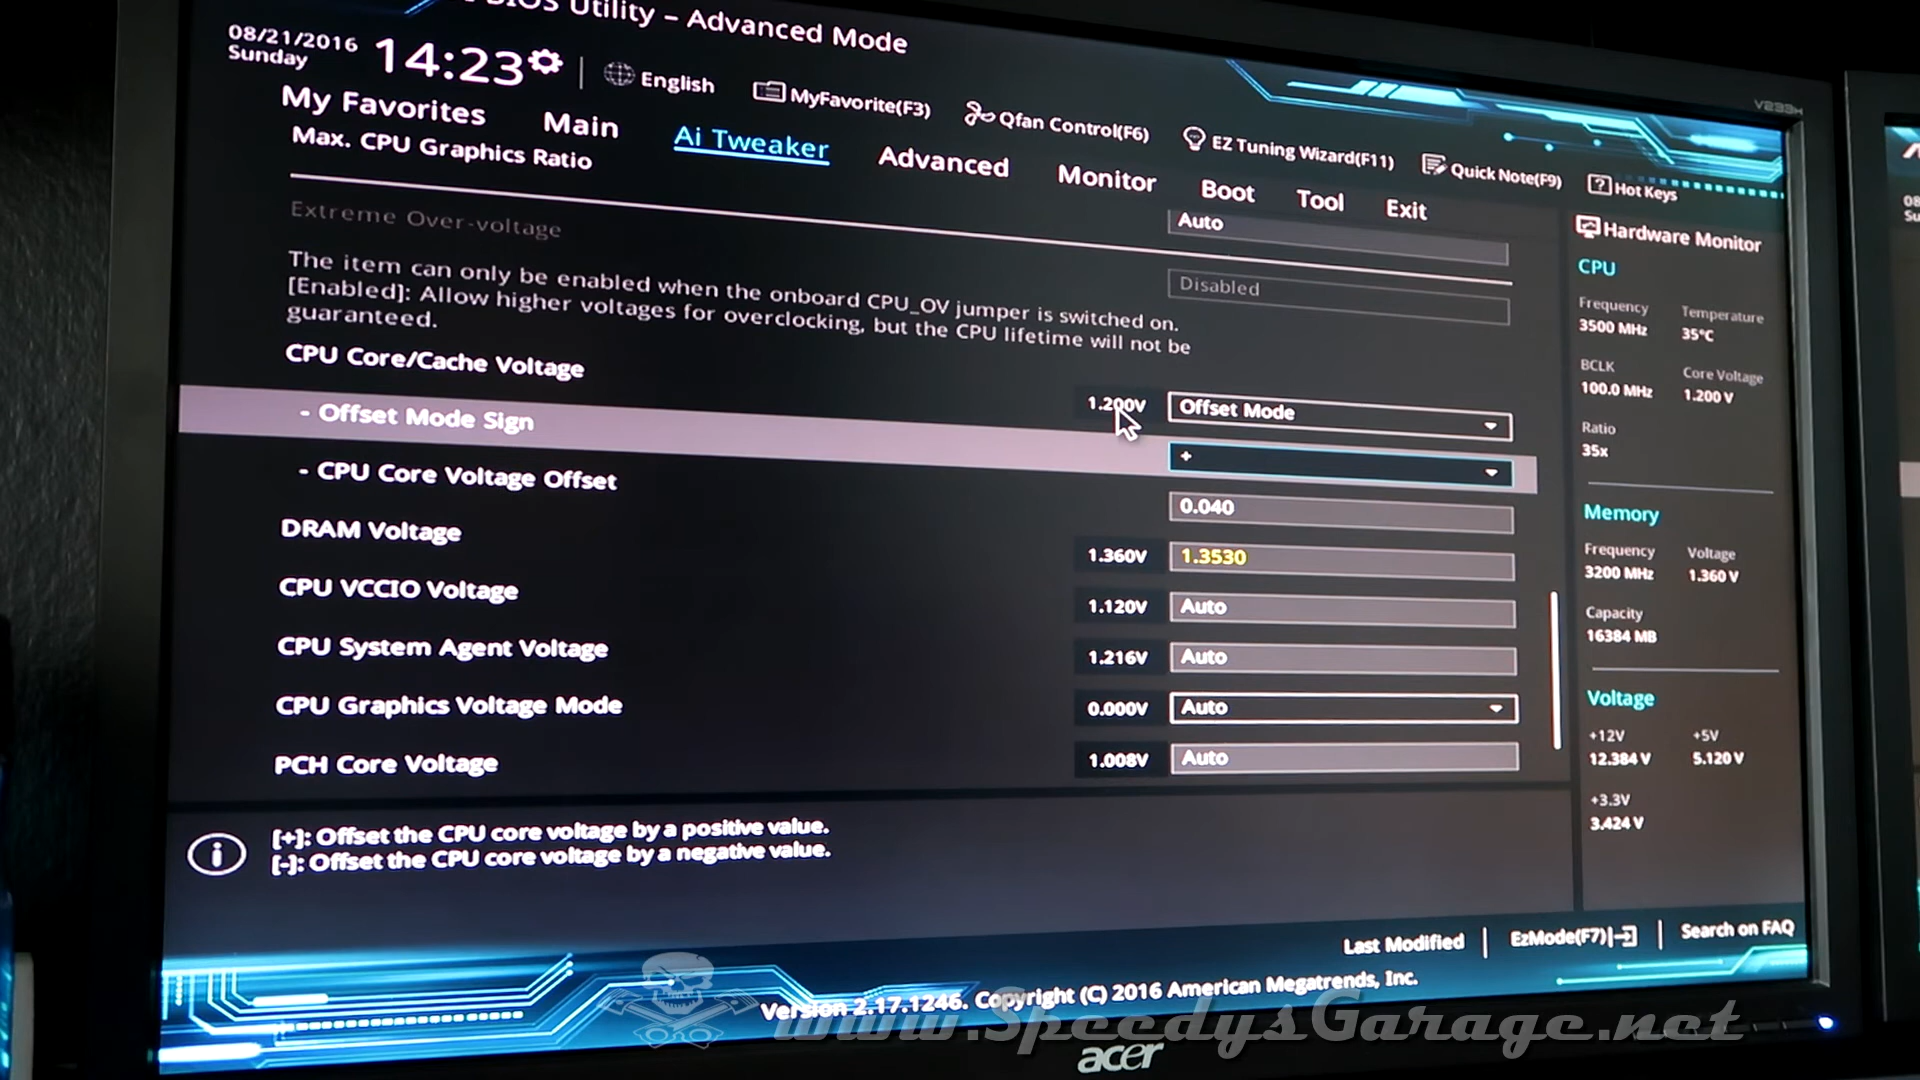 BIOS Utility – Advanced Mode
08/21/2016
Sunday
14:23
English
MyFavorite(F3)
Qfan Control(F6)
EZ Tuning Wizard(F11)
Quick Note(F9)
Hot Keys
My Favorites
Main
Ai Tweaker
Advanced
Monitor
Boot
Tool
Exit
Max. CPU Graphics Ratio
Auto
Extreme Over-voltage
Disabled
The item can only be enabled when the onboard CPU_OV jumper is switched on.
[Enabled]: Allow higher voltages for overclocking, but the CPU lifetime will not be
guaranteed.
CPU Core/Cache Voltage
1.200V
Offset Mode
- Offset Mode Sign
+
- CPU Core Voltage Offset
0.040
DRAM Voltage
1.360V
1.3530
CPU VCCIO Voltage
1.120V
Auto
CPU System Agent Voltage
1.216V
Auto
CPU Graphics Voltage Mode
0.000V
Auto
PCH Core Voltage
1.008V
Auto
[+]: Offset the CPU core voltage by a positive value.
[-]: Offset the CPU core voltage by a negative value.
Hardware Monitor
CPU
Frequency
Temperature
3500 MHz
35°C
BCLK
Core Voltage
100.0 MHz
1.200 V
Ratio
35x
Memory
Frequency
Voltage
3200 MHz
1.360 V
Capacity
16384 MB
Voltage
+12V
+5V
12.384 V
5.120 V
+3.3V
3.424 V
Last Modified
EzMode(F7)
Search on FAQ
Version 2.17.1246. Copyright (C) 2016 American Megatrends, Inc.
www.SpeedysGarage.net
acer
V233H